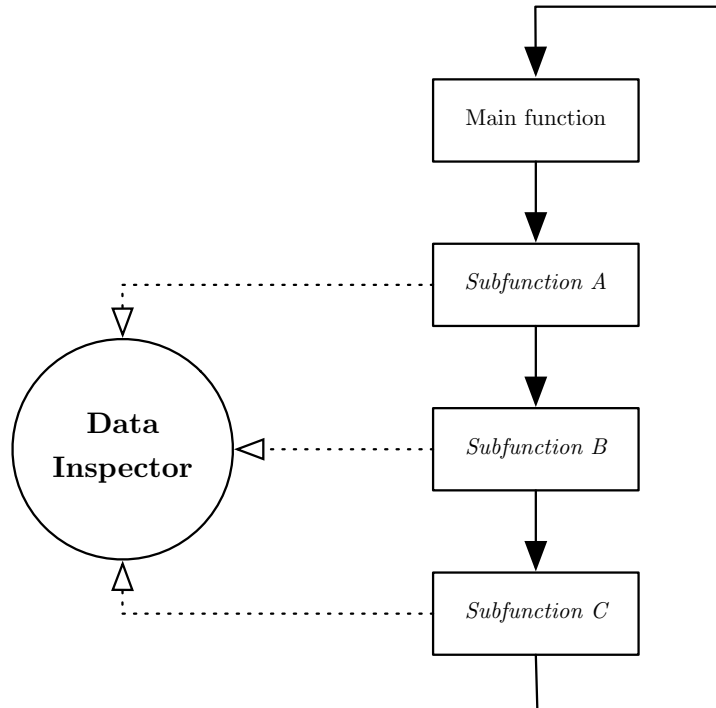 Main function
Subfunction A
Data
Inspector
Subfunction B
Subfunction C